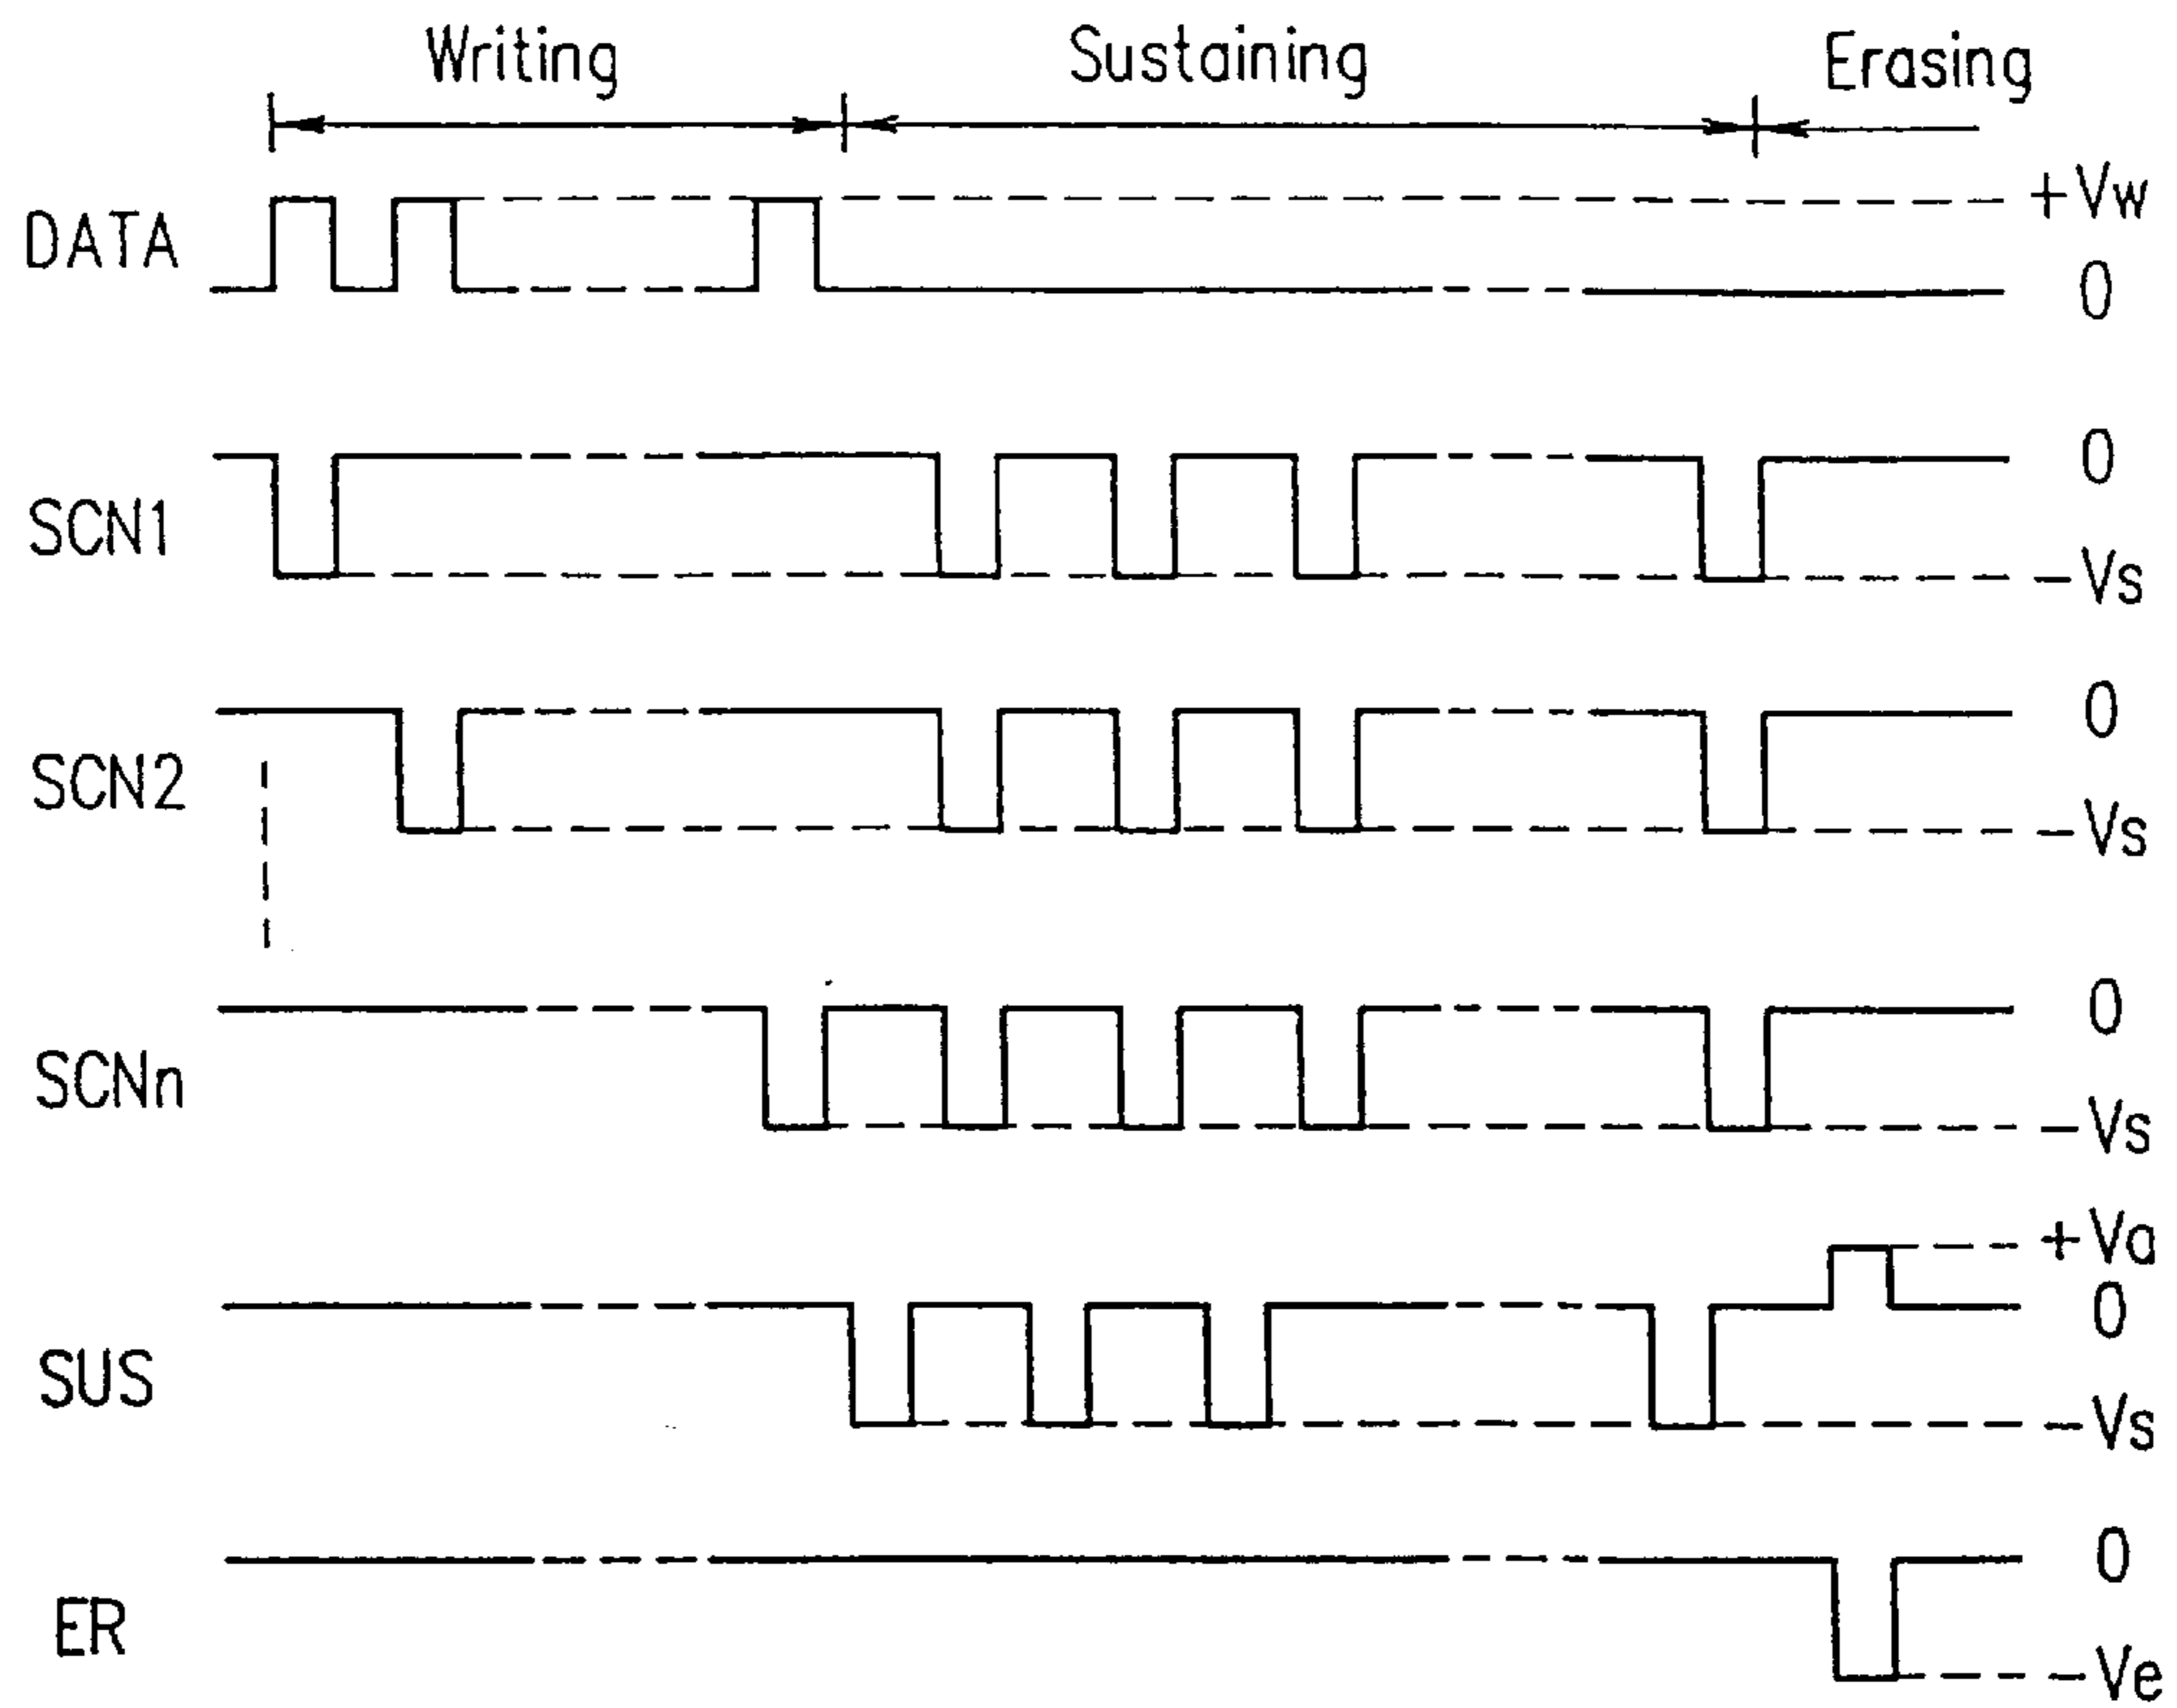 Writing Sustaining Erasing
DATA +Vw
0
SCN1 0
-Vs
SCN2 0
-Vs
SCNn 0
-Vs
+Va
SUS 0
-Vs
ER 0
-Ve